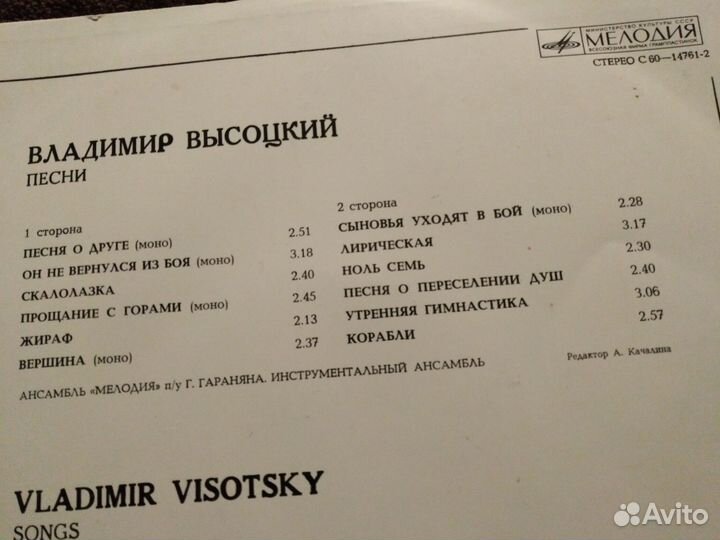 МИНИСТЕРСТВО КУЛЬТУРЫ СССР
МЕЛОДИЯ
ВСЕСОЮЗНАЯ ФИРМА ГРАМПЛАСТИНОК
СТЕРЕО С 60—14761-2
ВЛАДИМИР ВЫСОЦКИЙ
ПЕСНИ
1 сторона
ПЕСНЯ О ДРУГЕ (моно) 2.51
ОН НЕ ВЕРНУЛСЯ ИЗ БОЯ (моно) 3.18
СКАЛОЛАЗКА 2.40
ПРОЩАНИЕ С ГОРАМИ (моно) 2.45
ЖИРАФ 2.13
ВЕРШИНА (моно) 2.37
2 сторона
СЫНОВЬЯ УХОДЯТ В БОЙ (моно) 2.28
ЛИРИЧЕСКАЯ 3.17
НОЛЬ СЕМЬ 2.30
ПЕСНЯ О ПЕРЕСЕЛЕНИИ ДУШ 2.40
УТРЕННЯЯ ГИМНАСТИКА 3.06
КОРАБЛИ 2.57
АНСАМБЛЬ «МЕЛОДИЯ» п/у Г. ГАРАНЯНА. ИНСТРУМЕНТАЛЬНЫЙ АНСАМБЛЬ
Редактор А. Качалина
VLADIMIR VISOTSKY
SONGS
Avito